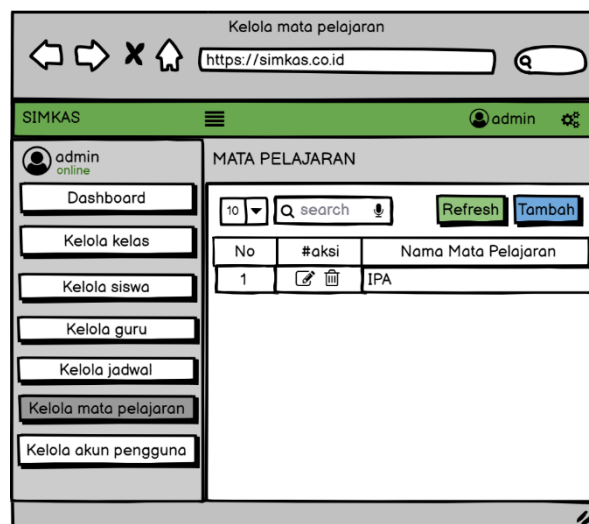 Kelola mata pelajaran
https://simkas.co.id
SIMKAS
admin
admin
online
MATA PELAJARAN
Dashboard
Kelola kelas
Kelola siswa
Kelola guru
Kelola jadwal
Kelola mata pelajaran
Kelola akun pengguna
10
search
Refresh
Tambah
No #aksi Nama Mata Pelajaran
1 IPA